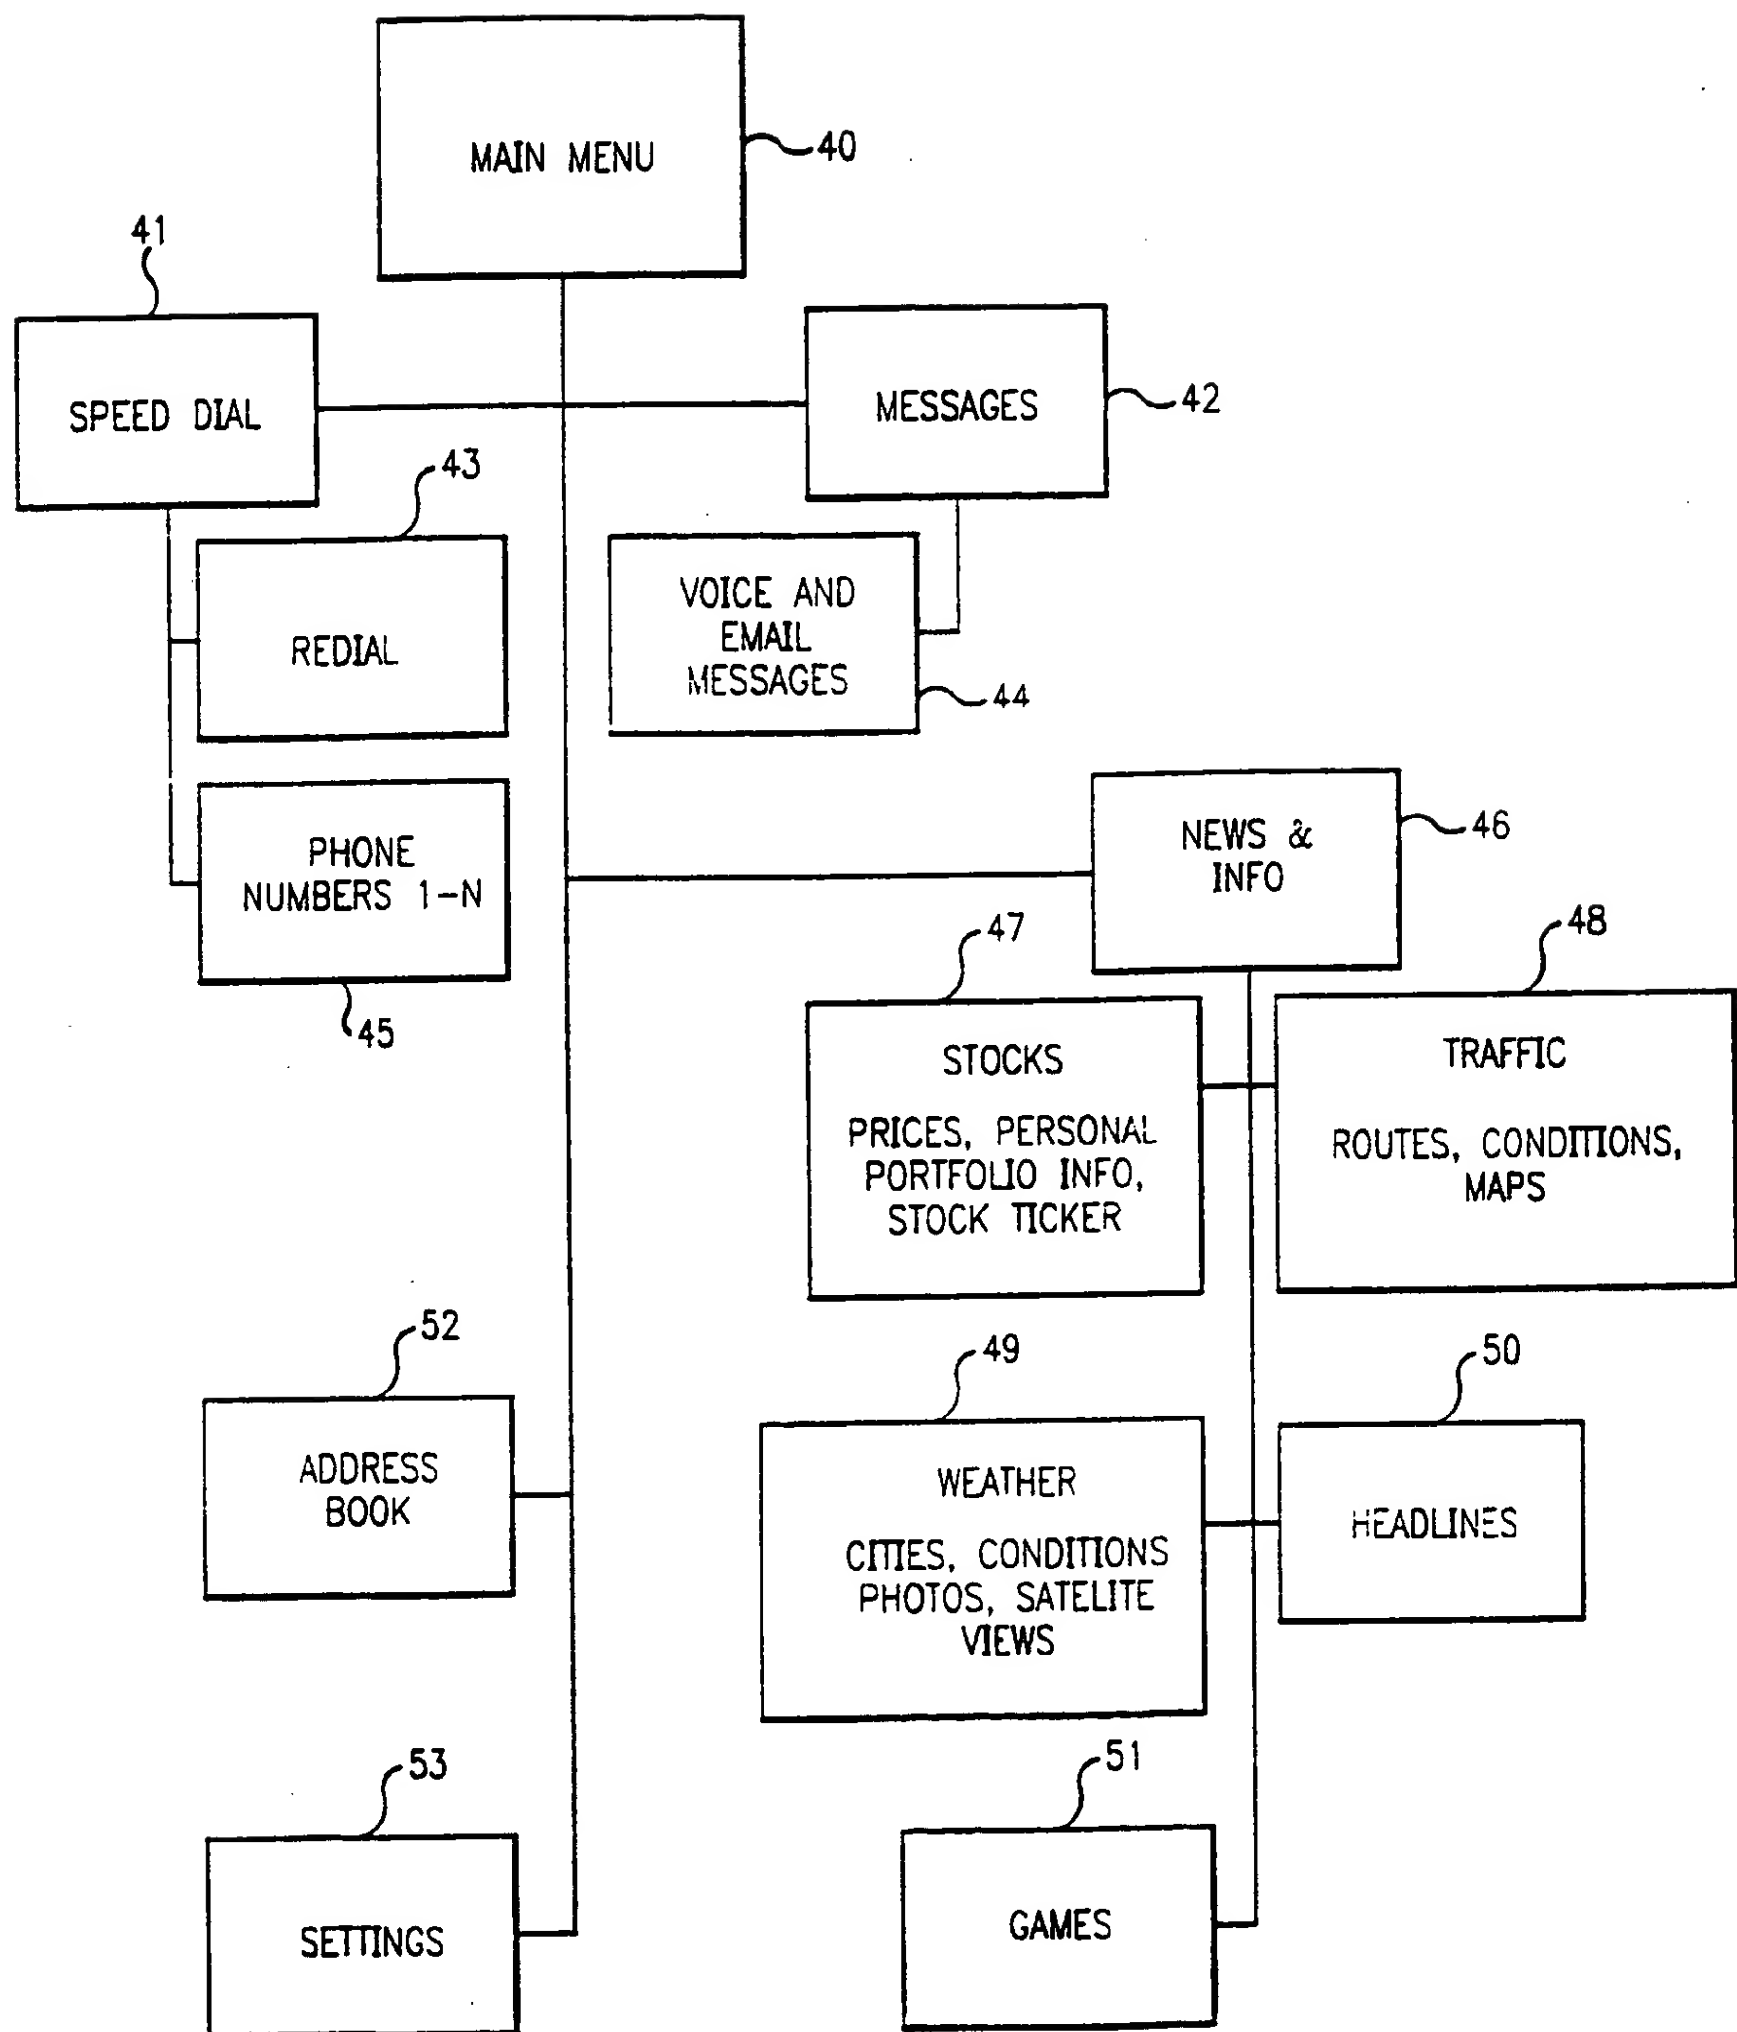 MAIN MENU
40
41
SPEED DIAL
MESSAGES
42
43
REDIAL
VOICE AND
EMAIL
MESSAGES
44
PHONE
NUMBERS 1-N
45
NEWS &
INFO
46
47
STOCKS
PRICES, PERSONAL
PORTFOLIO INFO,
STOCK TICKER
48
TRAFFIC
ROUTES, CONDITIONS,
MAPS
52
ADDRESS
BOOK
49
WEATHER
CITIES, CONDITIONS
PHOTOS, SATELITE
VIEWS
50
HEADLINES
53
SETTINGS
51
GAMES